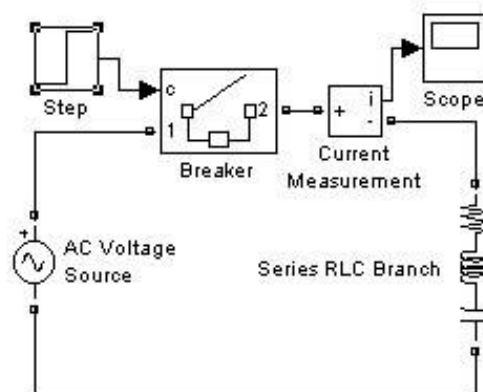 Step
c
1
2
Breaker
+
i
-
Current
Measurement
Scope
+
AC Voltage
Source
Series RLC Branch